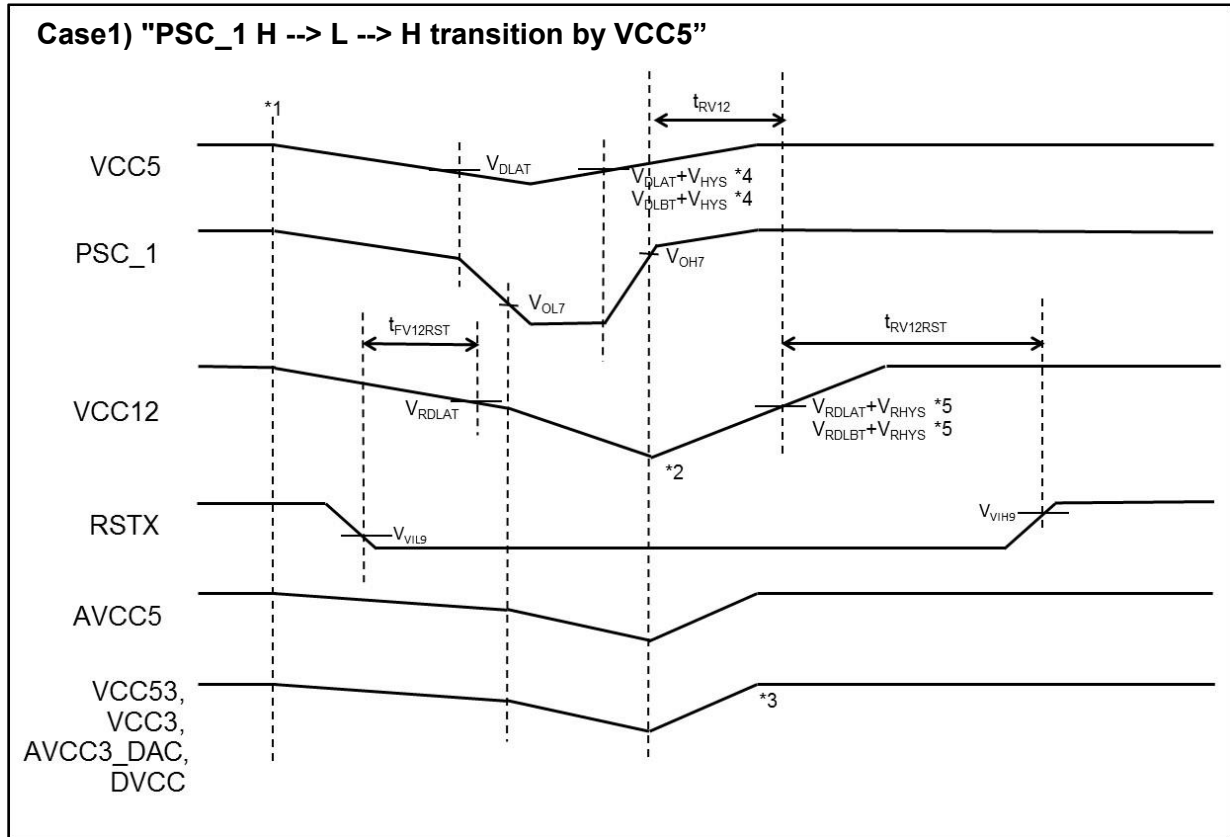 Case1) "PSC_1 H --> L --> H transition by VCC5”
*1
tRV12
VCC5
VDLAT
VDLAT+VHYS *4
VDLBT+VHYS *4
PSC_1
VOH7
VOL7
tFV12RST
tRV12RST
VCC12
VRDLAT
VRDLAT+VRHYS *5
VRDLBT+VRHYS *5
*2
RSTX
VVIL9
VVIH9
AVCC5
VCC53,
VCC3,
AVCC3_DAC,
DVCC
*3